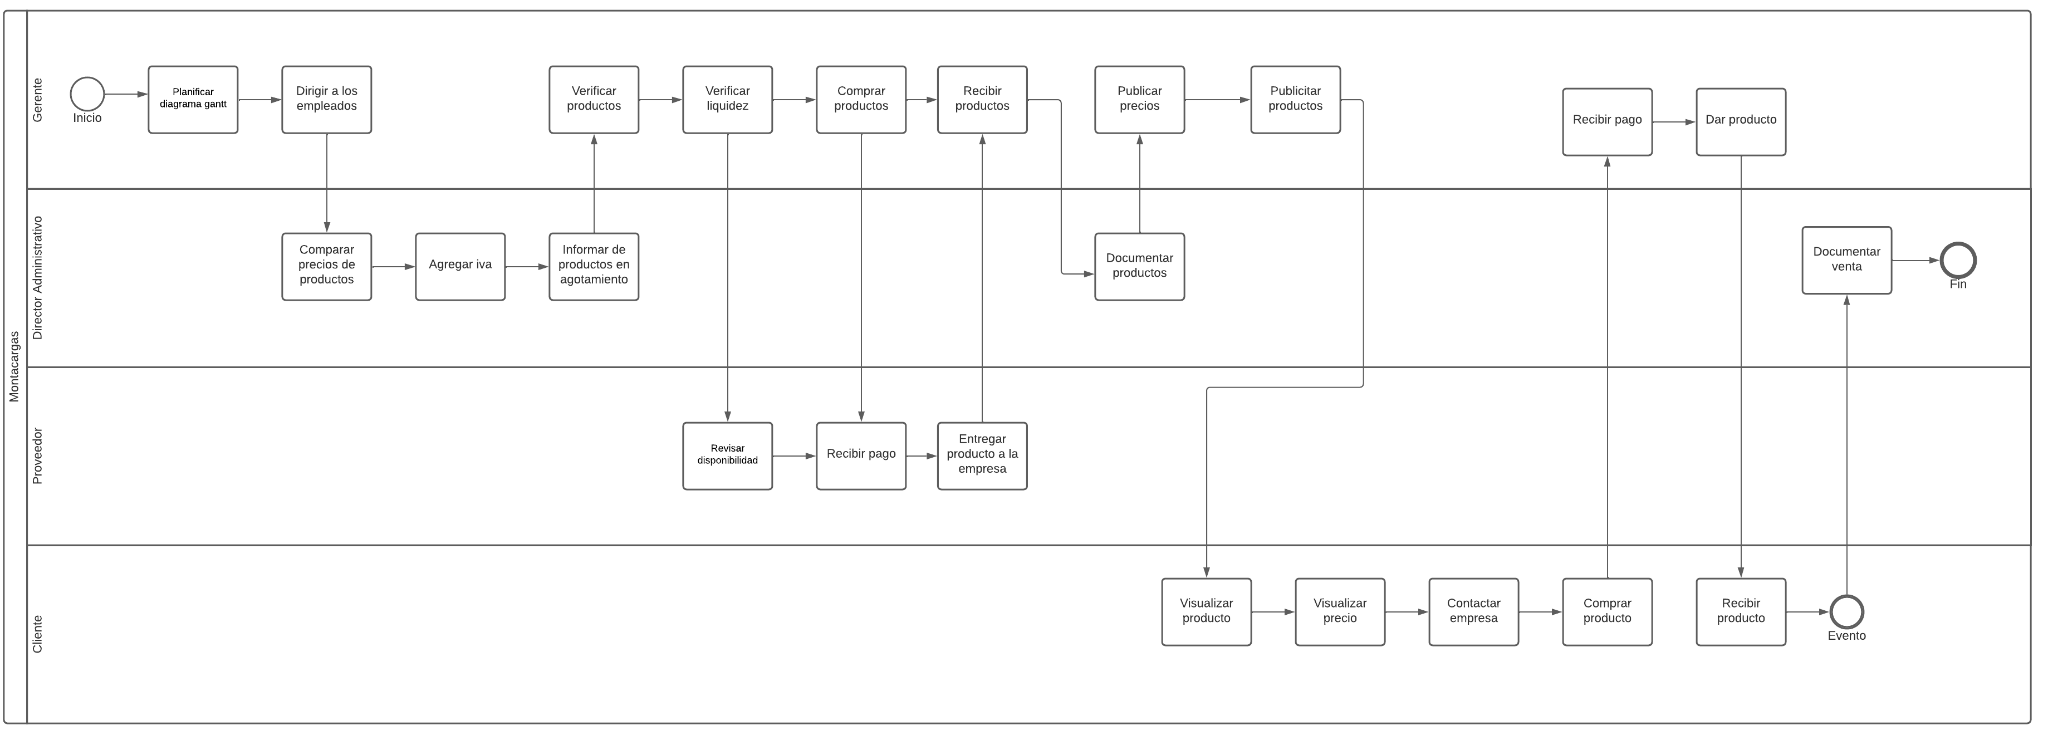 Montacargas
Gerente
Inicio
Planificar
diagrama gantt
Dirigir a los
empleados
Verificar
productos
Verificar
liquidez
Comprar
productos
Recibir
productos
Publicar
precios
Publicitar
productos
Recibir pago
Dar producto
Director Administrativo
Comparar
precios de
productos
Agregar iva
Informar de
productos en
agotamiento
Documentar
productos
Documentar
venta
Fin
Proveedor
Revisar
disponibilidad
Recibir pago
Entregar
producto a la
empresa
Cliente
Visualizar
producto
Visualizar
precio
Contactar
empresa
Comprar
producto
Recibir
producto
Evento